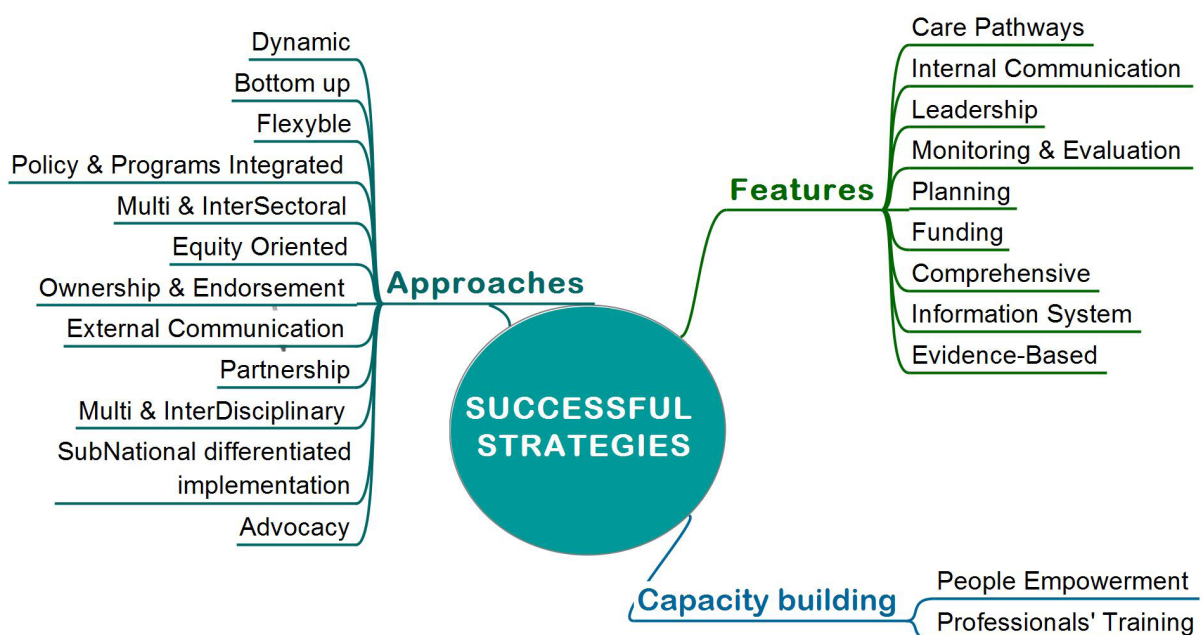 Dynamic
Bottom up
Flexyble
Policy & Programs Integrated
Multi & InterSectoral
Equity Oriented
Ownership & Endorsement
External Communication
Partnership
Multi & InterDisciplinary
SubNational differentiated
implementation
Advocacy
Approaches
SUCCESSFUL
STRATEGIES
Features
Care Pathways
Internal Communication
Leadership
Monitoring & Evaluation
Planning
Funding
Comprehensive
Information System
Evidence-Based
Capacity building
People Empowerment
Professionals' Training